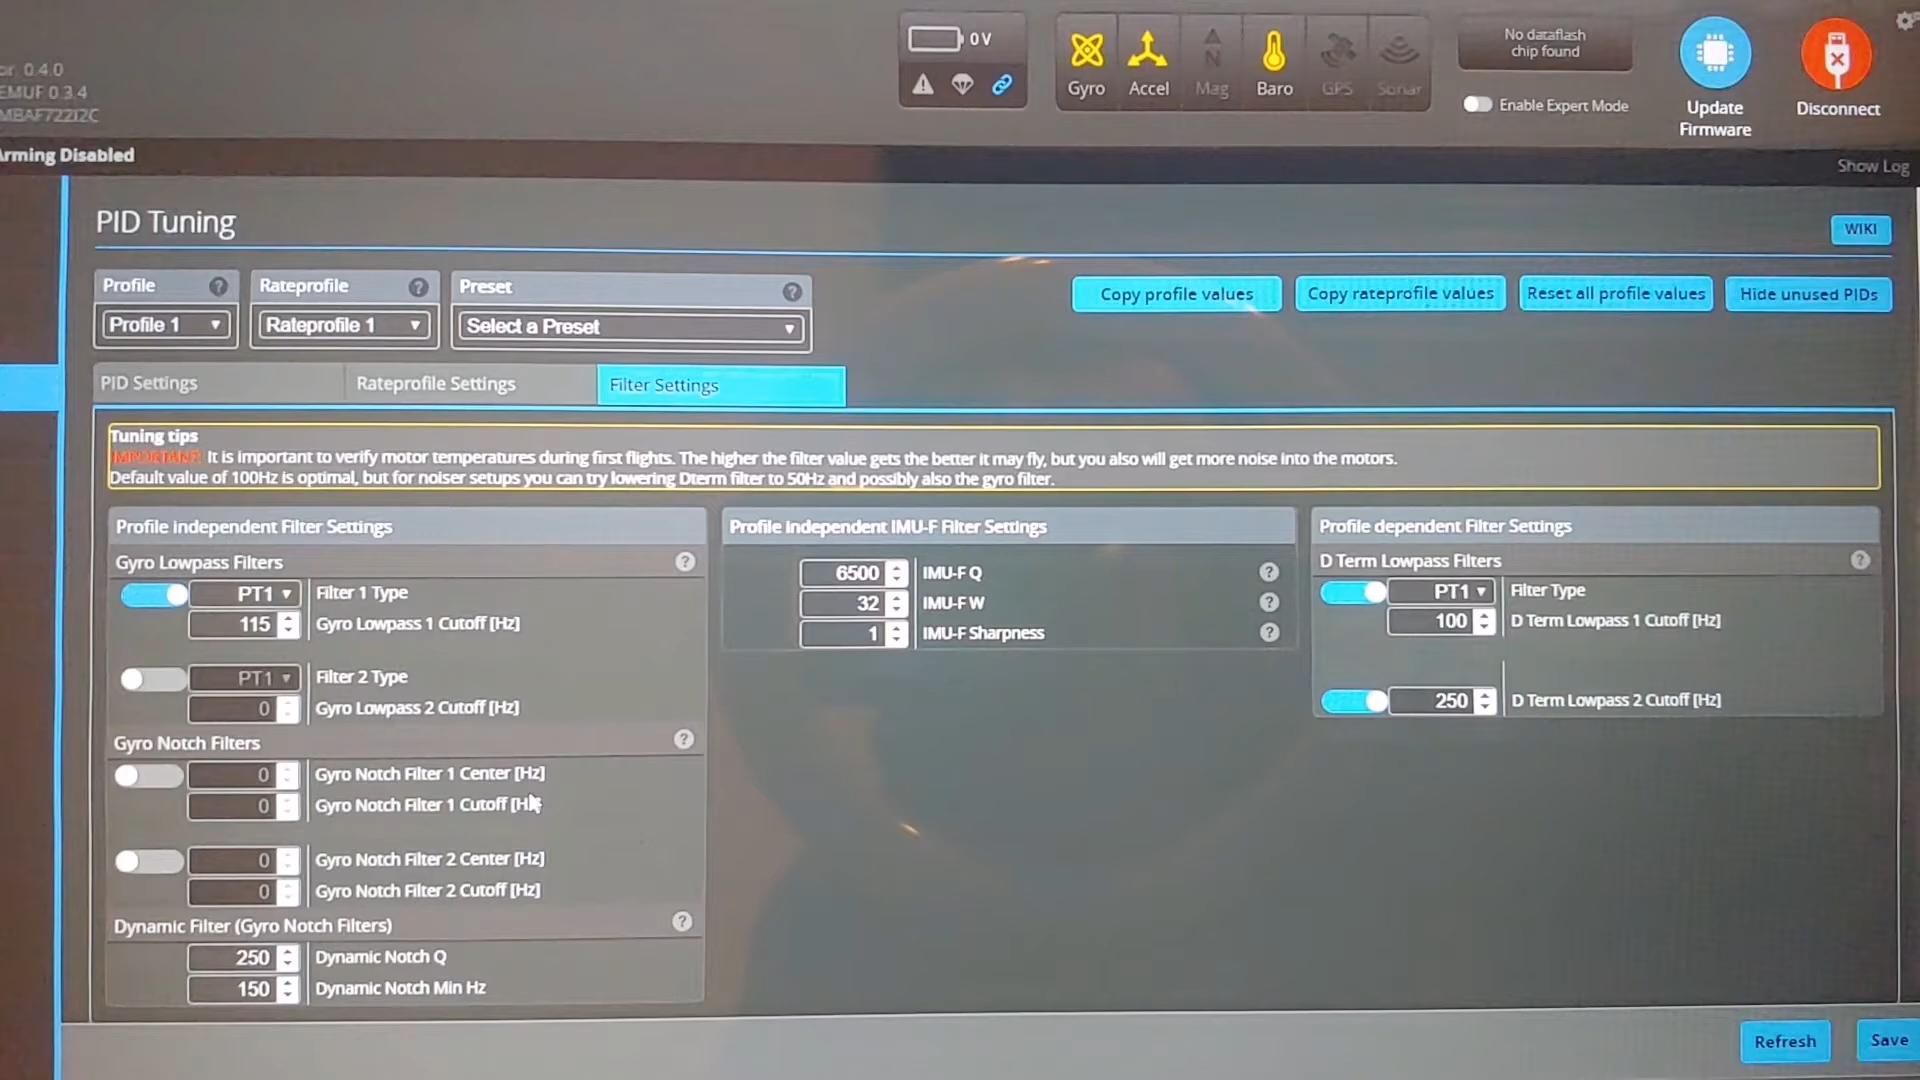 0 V
No dataflash
chip found
or. 0.4.0
EMUF 0.3.4
MBAF722I2C
Gyro Accel Mag Baro GPS Sonar
Enable Expert Mode
Update
Firmware
Disconnect
Arming Disabled
Show Log
PID Tuning
WIKI
Profile
Rateprofile
Preset
Profile 1
Rateprofile 1
Select a Preset
Copy profile values
Copy rateprofile values
Reset all profile values
Hide unused PIDs
PID Settings
Rateprofile Settings
Filter Settings
Tuning tips
IMPORTANT: It is important to verify motor temperatures during first flights. The higher the filter value gets the better it may fly, but you also will get more noise into the motors.
Default value of 100Hz is optimal, but for noiser setups you can try lowering Dterm filter to 50Hz and possibly also the gyro filter.
Profile independent Filter Settings
Gyro Lowpass Filters
PT1 Filter 1 Type
115 Gyro Lowpass 1 Cutoff [Hz]
PT1 Filter 2 Type
0 Gyro Lowpass 2 Cutoff [Hz]
Gyro Notch Filters
0 Gyro Notch Filter 1 Center [Hz]
0 Gyro Notch Filter 1 Cutoff [Hz]
0 Gyro Notch Filter 2 Center [Hz]
0 Gyro Notch Filter 2 Cutoff [Hz]
Dynamic Filter (Gyro Notch Filters)
250 Dynamic Notch Q
150 Dynamic Notch Min Hz
Profile independent IMU-F Filter Settings
6500 IMU-F Q
32 IMU-F W
1 IMU-F Sharpness
Profile dependent Filter Settings
D Term Lowpass Filters
PT1 Filter Type
100 D Term Lowpass 1 Cutoff [Hz]
250 D Term Lowpass 2 Cutoff [Hz]
Refresh
Save